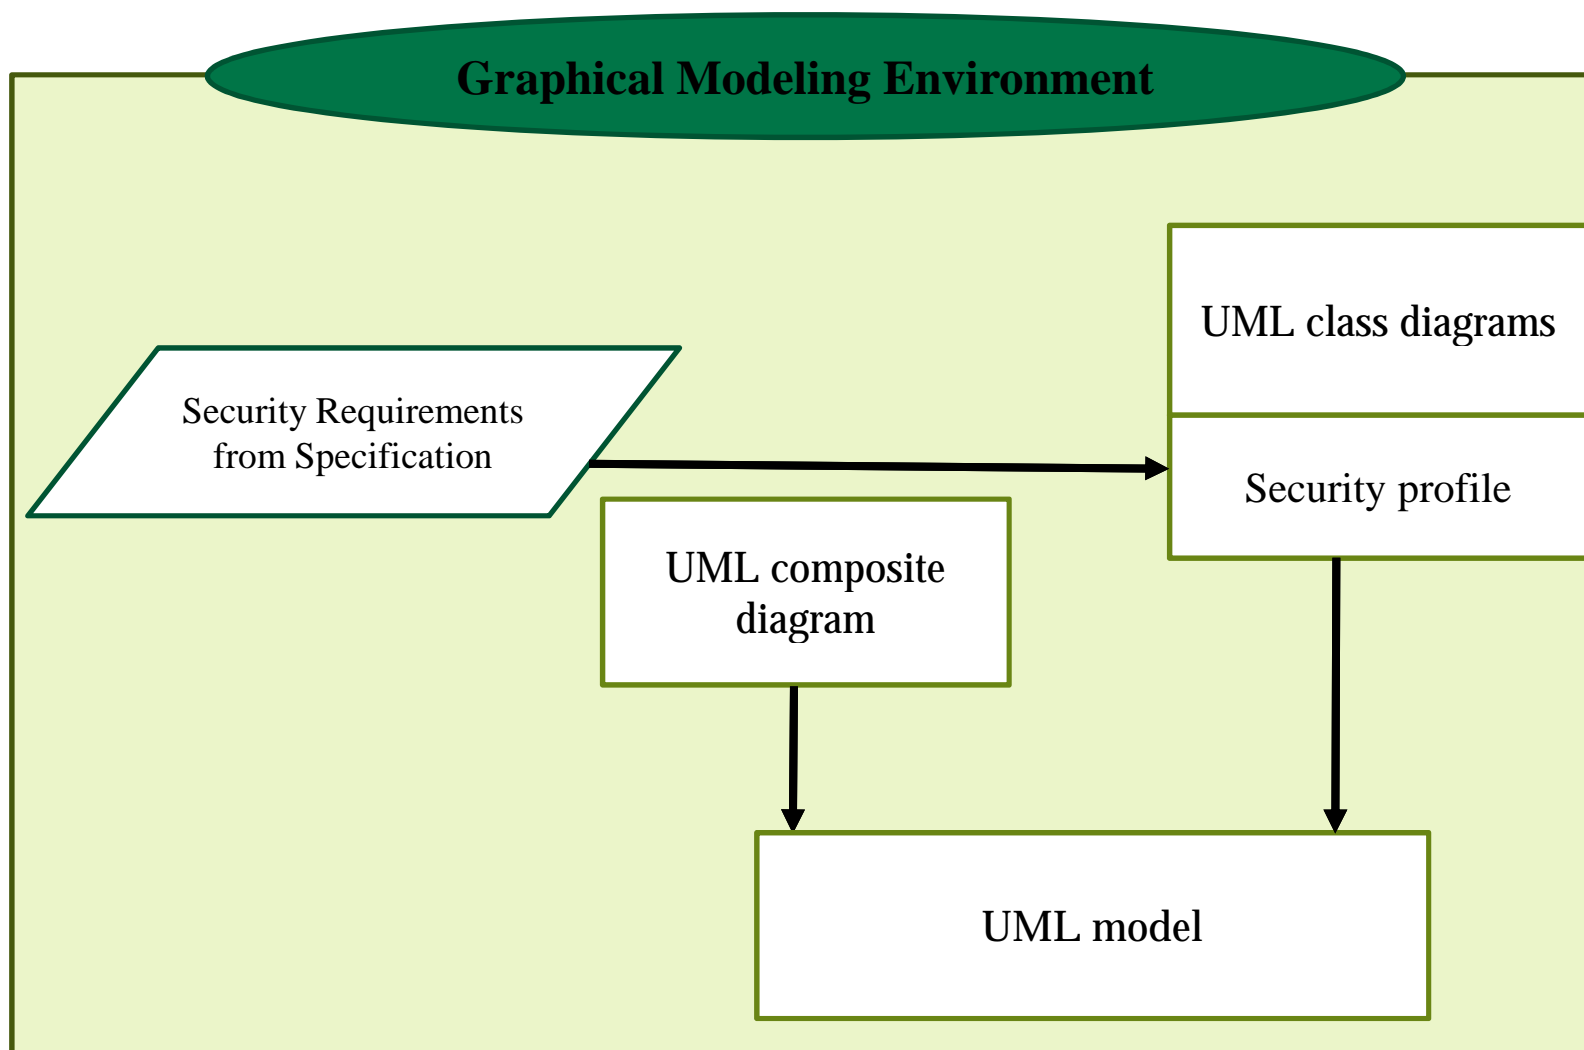 Graphical Modeling Environment
UML class diagrams
Security Requirements
from Specification
Security profile
UML composite
diagram
UML model